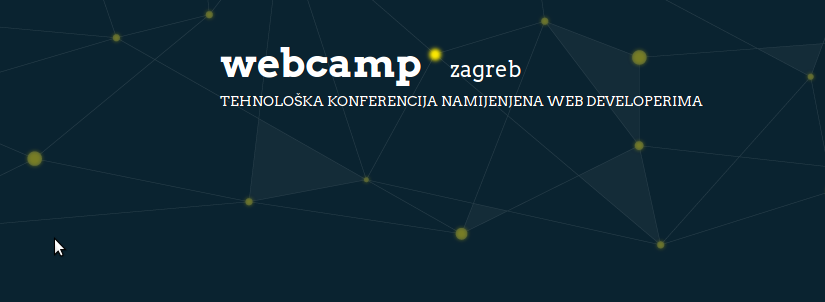 webcamp zagreb
TEHNOLOŠKA KONFERENCIJA NAMIJENJENA WEB DEVELOPERIMA